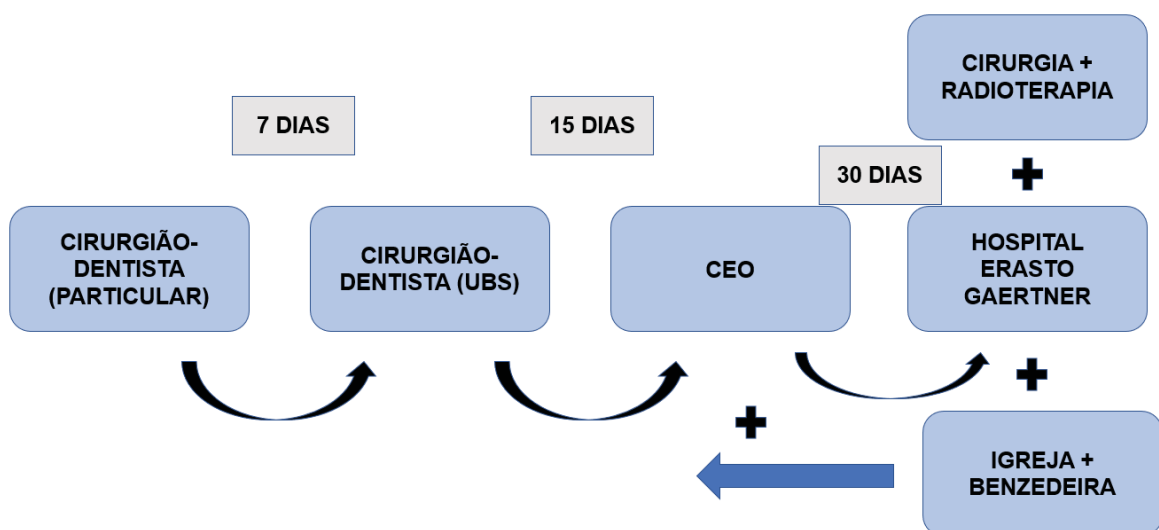 CIRURGIA +
RADIOTERAPIA
7 DIAS
15 DIAS
30 DIAS
CIRURGIÃO-
DENTISTA
(PARTICULAR)
CIRURGIÃO-
DENTISTA (UBS)
CEO
HOSPITAL
ERASTO
GAERTNER
IGREJA +
BENZEDEIRA